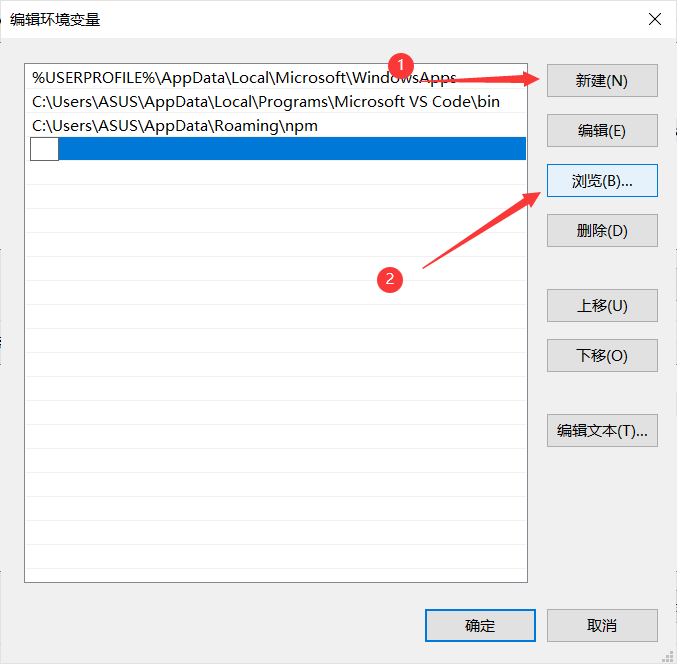 编辑环境变量
%USERPROFILE%\AppData\Local\Microsoft\WindowsApps
C:\Users\ASUS\AppData\Local\Programs\Microsoft VS Code\bin
C:\Users\ASUS\AppData\Roaming\npm
1
新建(N)
编辑(E)
浏览(B)...
2
删除(D)
上移(U)
下移(O)
编辑文本(T)...
确定
取消